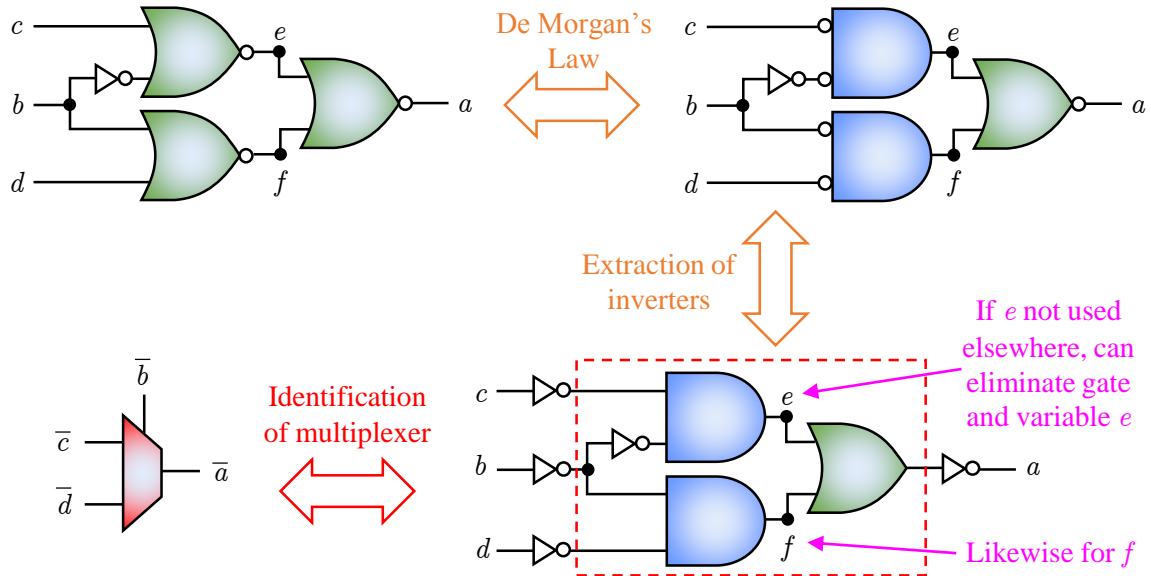 c
e
b
a
d
f
De Morgan's
Law
c
e
b
a
d
f
Extraction of
inverters
If e not used
elsewhere, can
eliminate gate
and variable e
b̅
c̅
a̅
d̅
Identification
of multiplexer
c
e
b
a
d
f
Likewise for f